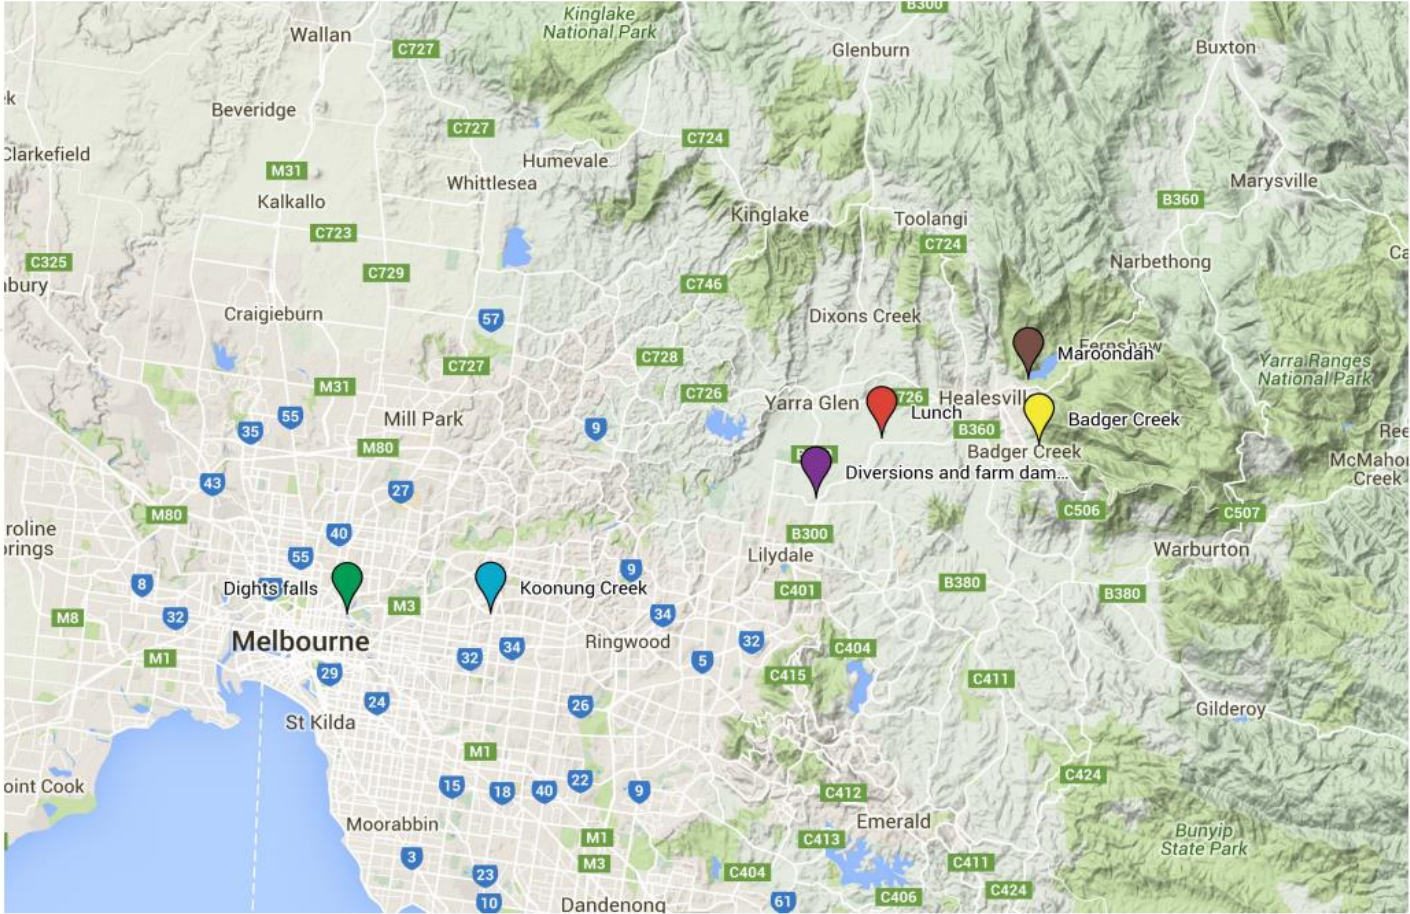 B300
Kinglake
National Park
Wallan
C727
Glenburn
Buxton
Beveridge
C727
C724
Clarkefield
Humevale
M31
Whittlesea
Marysville
Kalkallo
B360
Kinglake
Toolangi
C723
C724
C325
C729
Narbethong
C746
Craigieburn
57
Dixons Creek
Fernshaw
Maroondah
C728
C727
Yarra Ranges
National Park
M31
C726
Yarra Glen
726
Healesvill
Lunch
55
Mill Park
Badger Creek
35
9
B360
M80
Badger Creek
McMahon
Creek
Diversions and farm dam...
43
27
C506
C507
M80
40
B300
Lilydale
Warburton
55
9
8
Dights falls
Koonung Creek
B380
C401
B380
M3
32
M8
34
Melbourne
Ringwood
32
34
C404
M1
32
5
29
C415
C411
24
26
Gilderoy
St Kilda
M1
C424
oint Cook
15
18
40
22
9
C412
Moorabbin
Emerald
M1
C413
Bunyip
State Park
3
M3
C411
23
C404
C424
10
Dandenong
61
C406